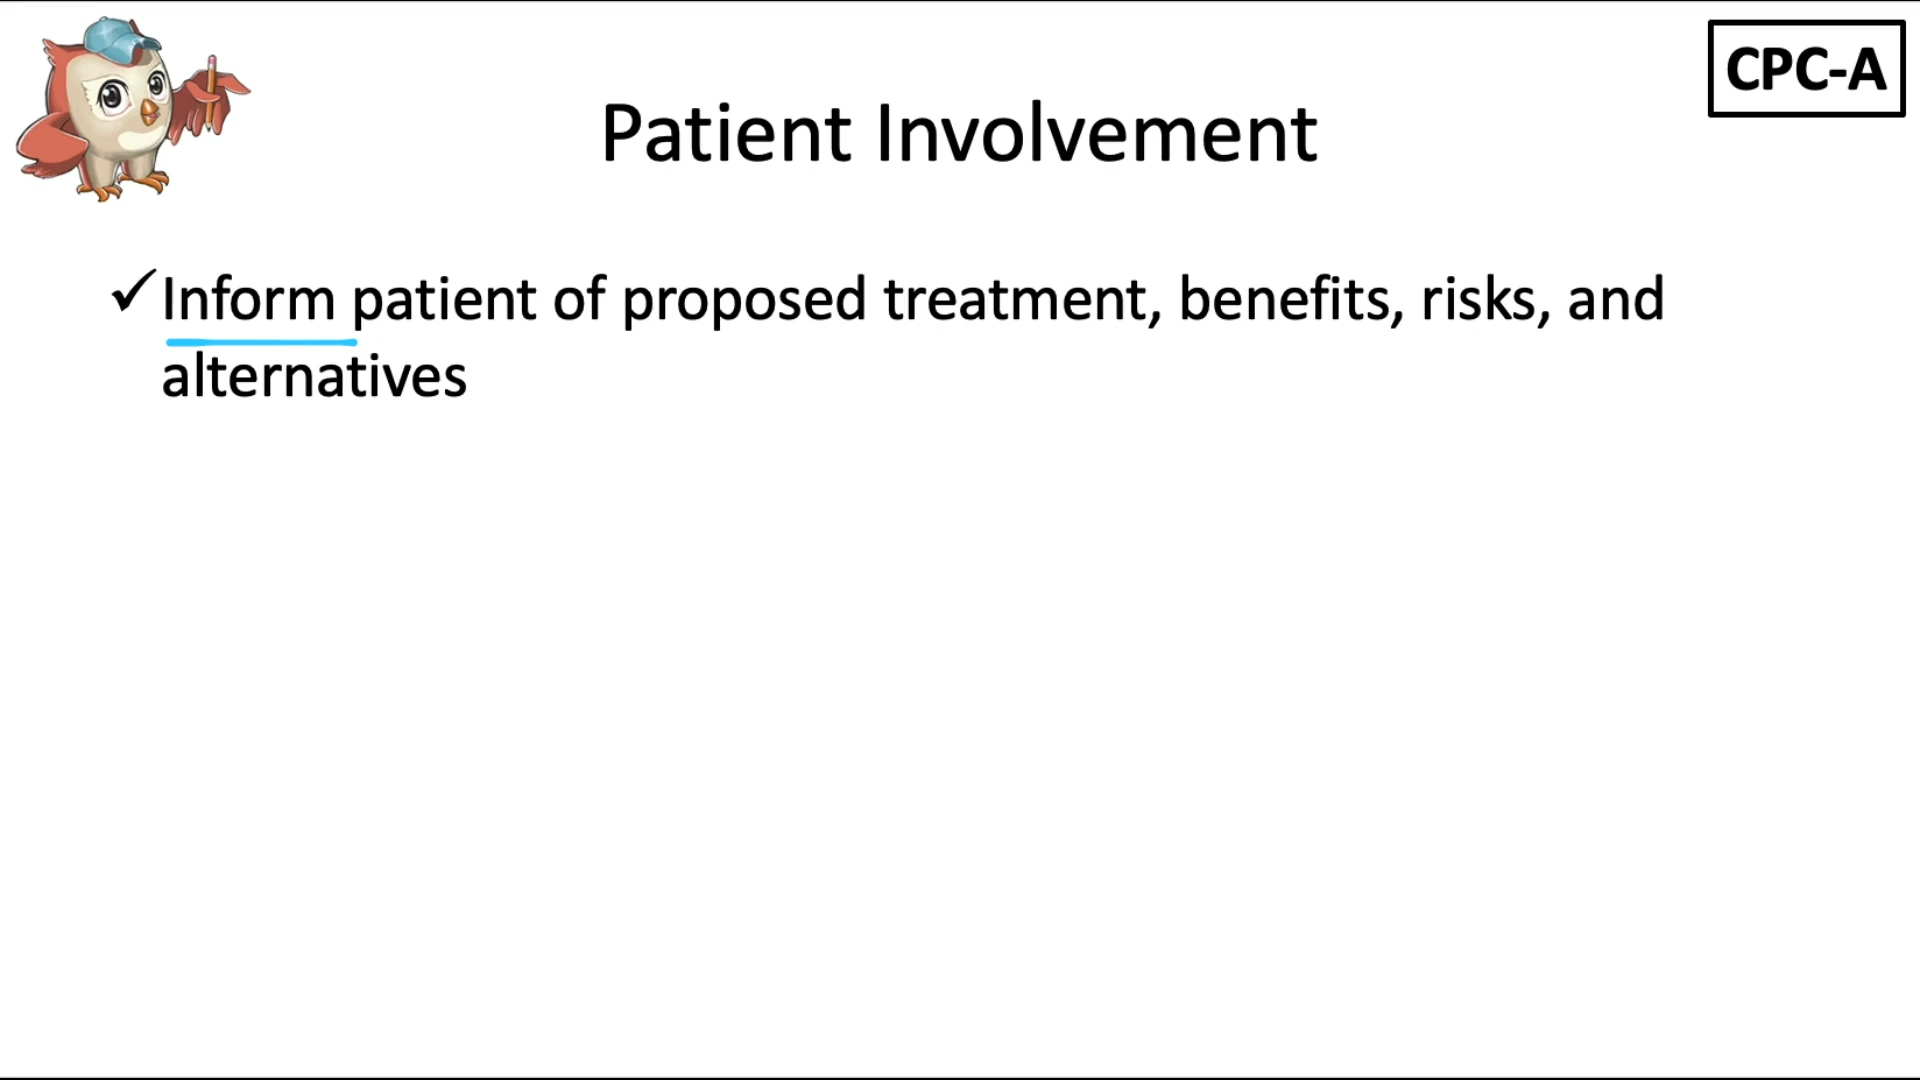 CPC-A
Patient Involvement
✓Inform patient of proposed treatment, benefits, risks, and
alternatives